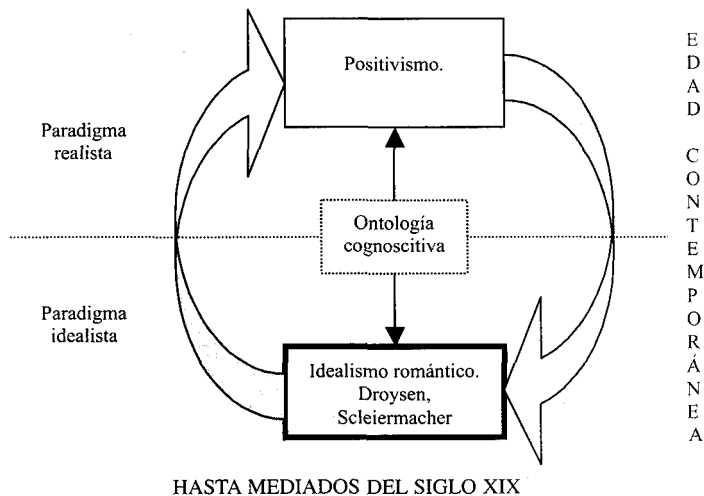 Positivismo.
Paradigma
realista
Ontología
cognoscitiva
Paradigma
idealista
Idealismo romántico.
Droysen,
Scleiermacher
EDAD CONTEMPORÁNEA
HASTA MEDIADOS DEL SIGLO XIX